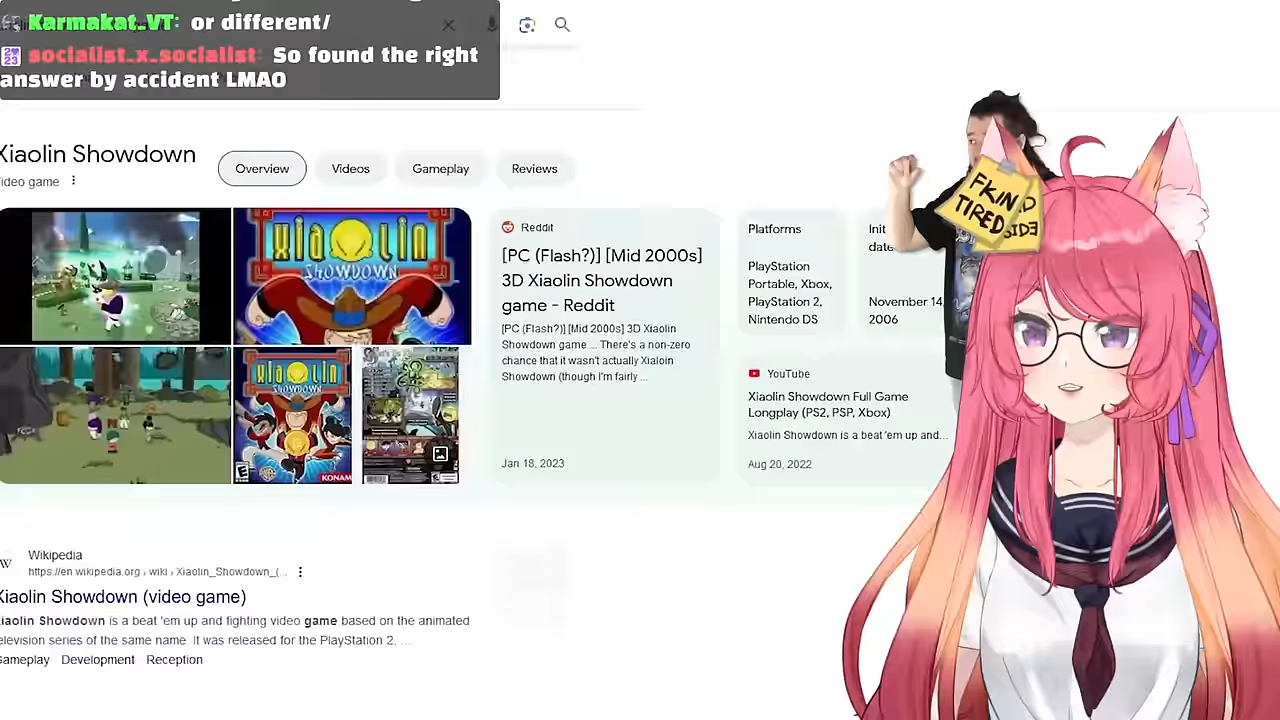 Karmakat_VT: or different/
socialist_x_socialist: So found the right
answer by accident LMAO
Xiaolin Showdown
ideo game
Overview
Videos
Gameplay
Reviews
xiaolin
SHOWDOWN
xiaolin
SHOWDOWN
KONAMI
Reddit
[PC (Flash?)] [Mid 2000s]
3D Xiaolin Showdown
game - Reddit
[PC (Flash?)] [Mid 2000s] 3D Xiaolin
Showdown game ... There's a non-zero
chance that it wasn't actually Xialoin
Showdown (though I'm fairly ...
Jan 18, 2023
Platforms
PlayStation
Portable, Xbox,
PlayStation 2,
Nintendo DS
Init
date
November 14,
2006
YouTube
Xiaolin Showdown Full Game
Longplay (PS2, PSP, Xbox)
Xiaolin Showdown is a beat 'em up and...
Aug 20, 2022
FKIN
TIRED
SIDE
W
Wikipedia
https://en.wikipedia.org › wiki › Xiaolin_Showdown_(...
Xiaolin Showdown (video game)
iaolin Showdown is a beat 'em up and fighting video game based on the animated
elevision series of the same name. It was released for the PlayStation 2, ...
Gameplay Development Reception